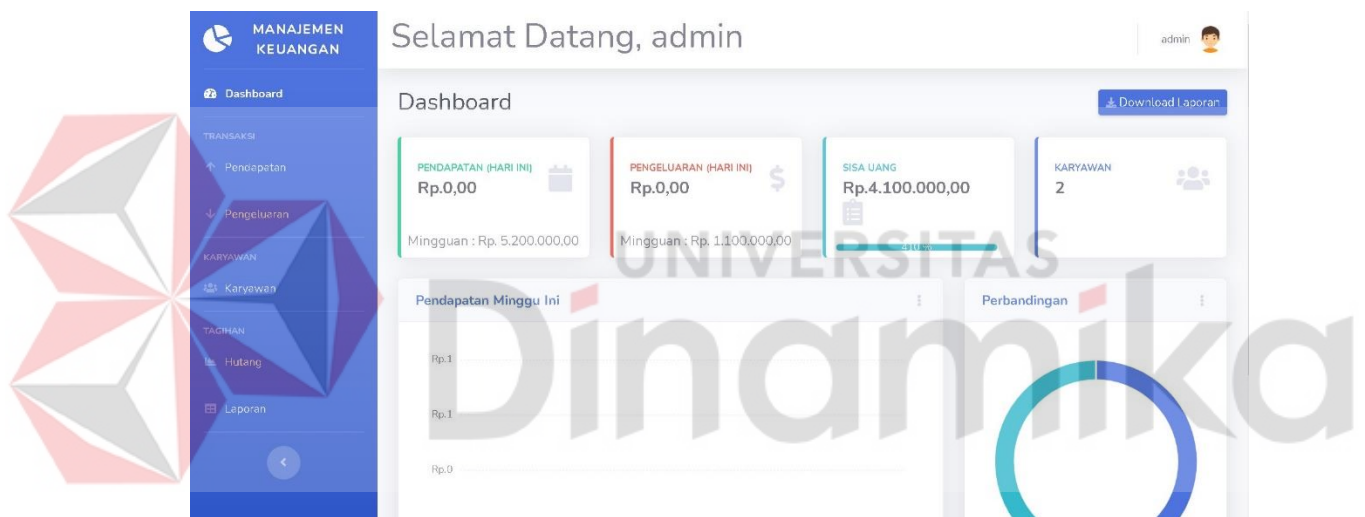 MANAJEMEN
KEUANGAN
Selamat Datang, admin
admin
Dashboard
Dashboard
Download Laporan
TRANSAKSI
Pendapatan
Pengeluaran
KARYAWAN
Karyawan
TAGIHAN
Hutang
Laporan
PENDAPATAN (HARI INI)
Rp.0,00
Mingguan : Rp. 5.200.000,00
PENGELUARAN (HARI INI)
Rp.0,00
Mingguan : Rp. 1.100.000,00
SISA UANG
Rp.4.100.000,00
410 %
KARYAWAN
2
Pendapatan Minggu Ini
Rp.1
Rp.1
Rp.0
Perbandingan
UNIVERSITAS
Dinamika